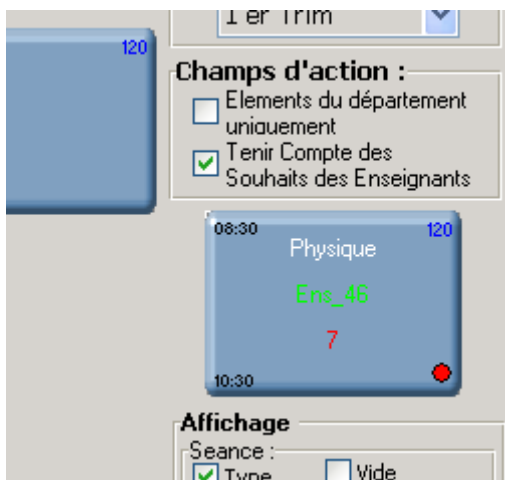 1 er Trim
120
Champs d'action :
Elements du département
uniquement
Tenir Compte des
Souhaits des Enseignants
08:30
120
Physique
Ens_46
7
10:30
Affichage
Seance :
Type
Vide